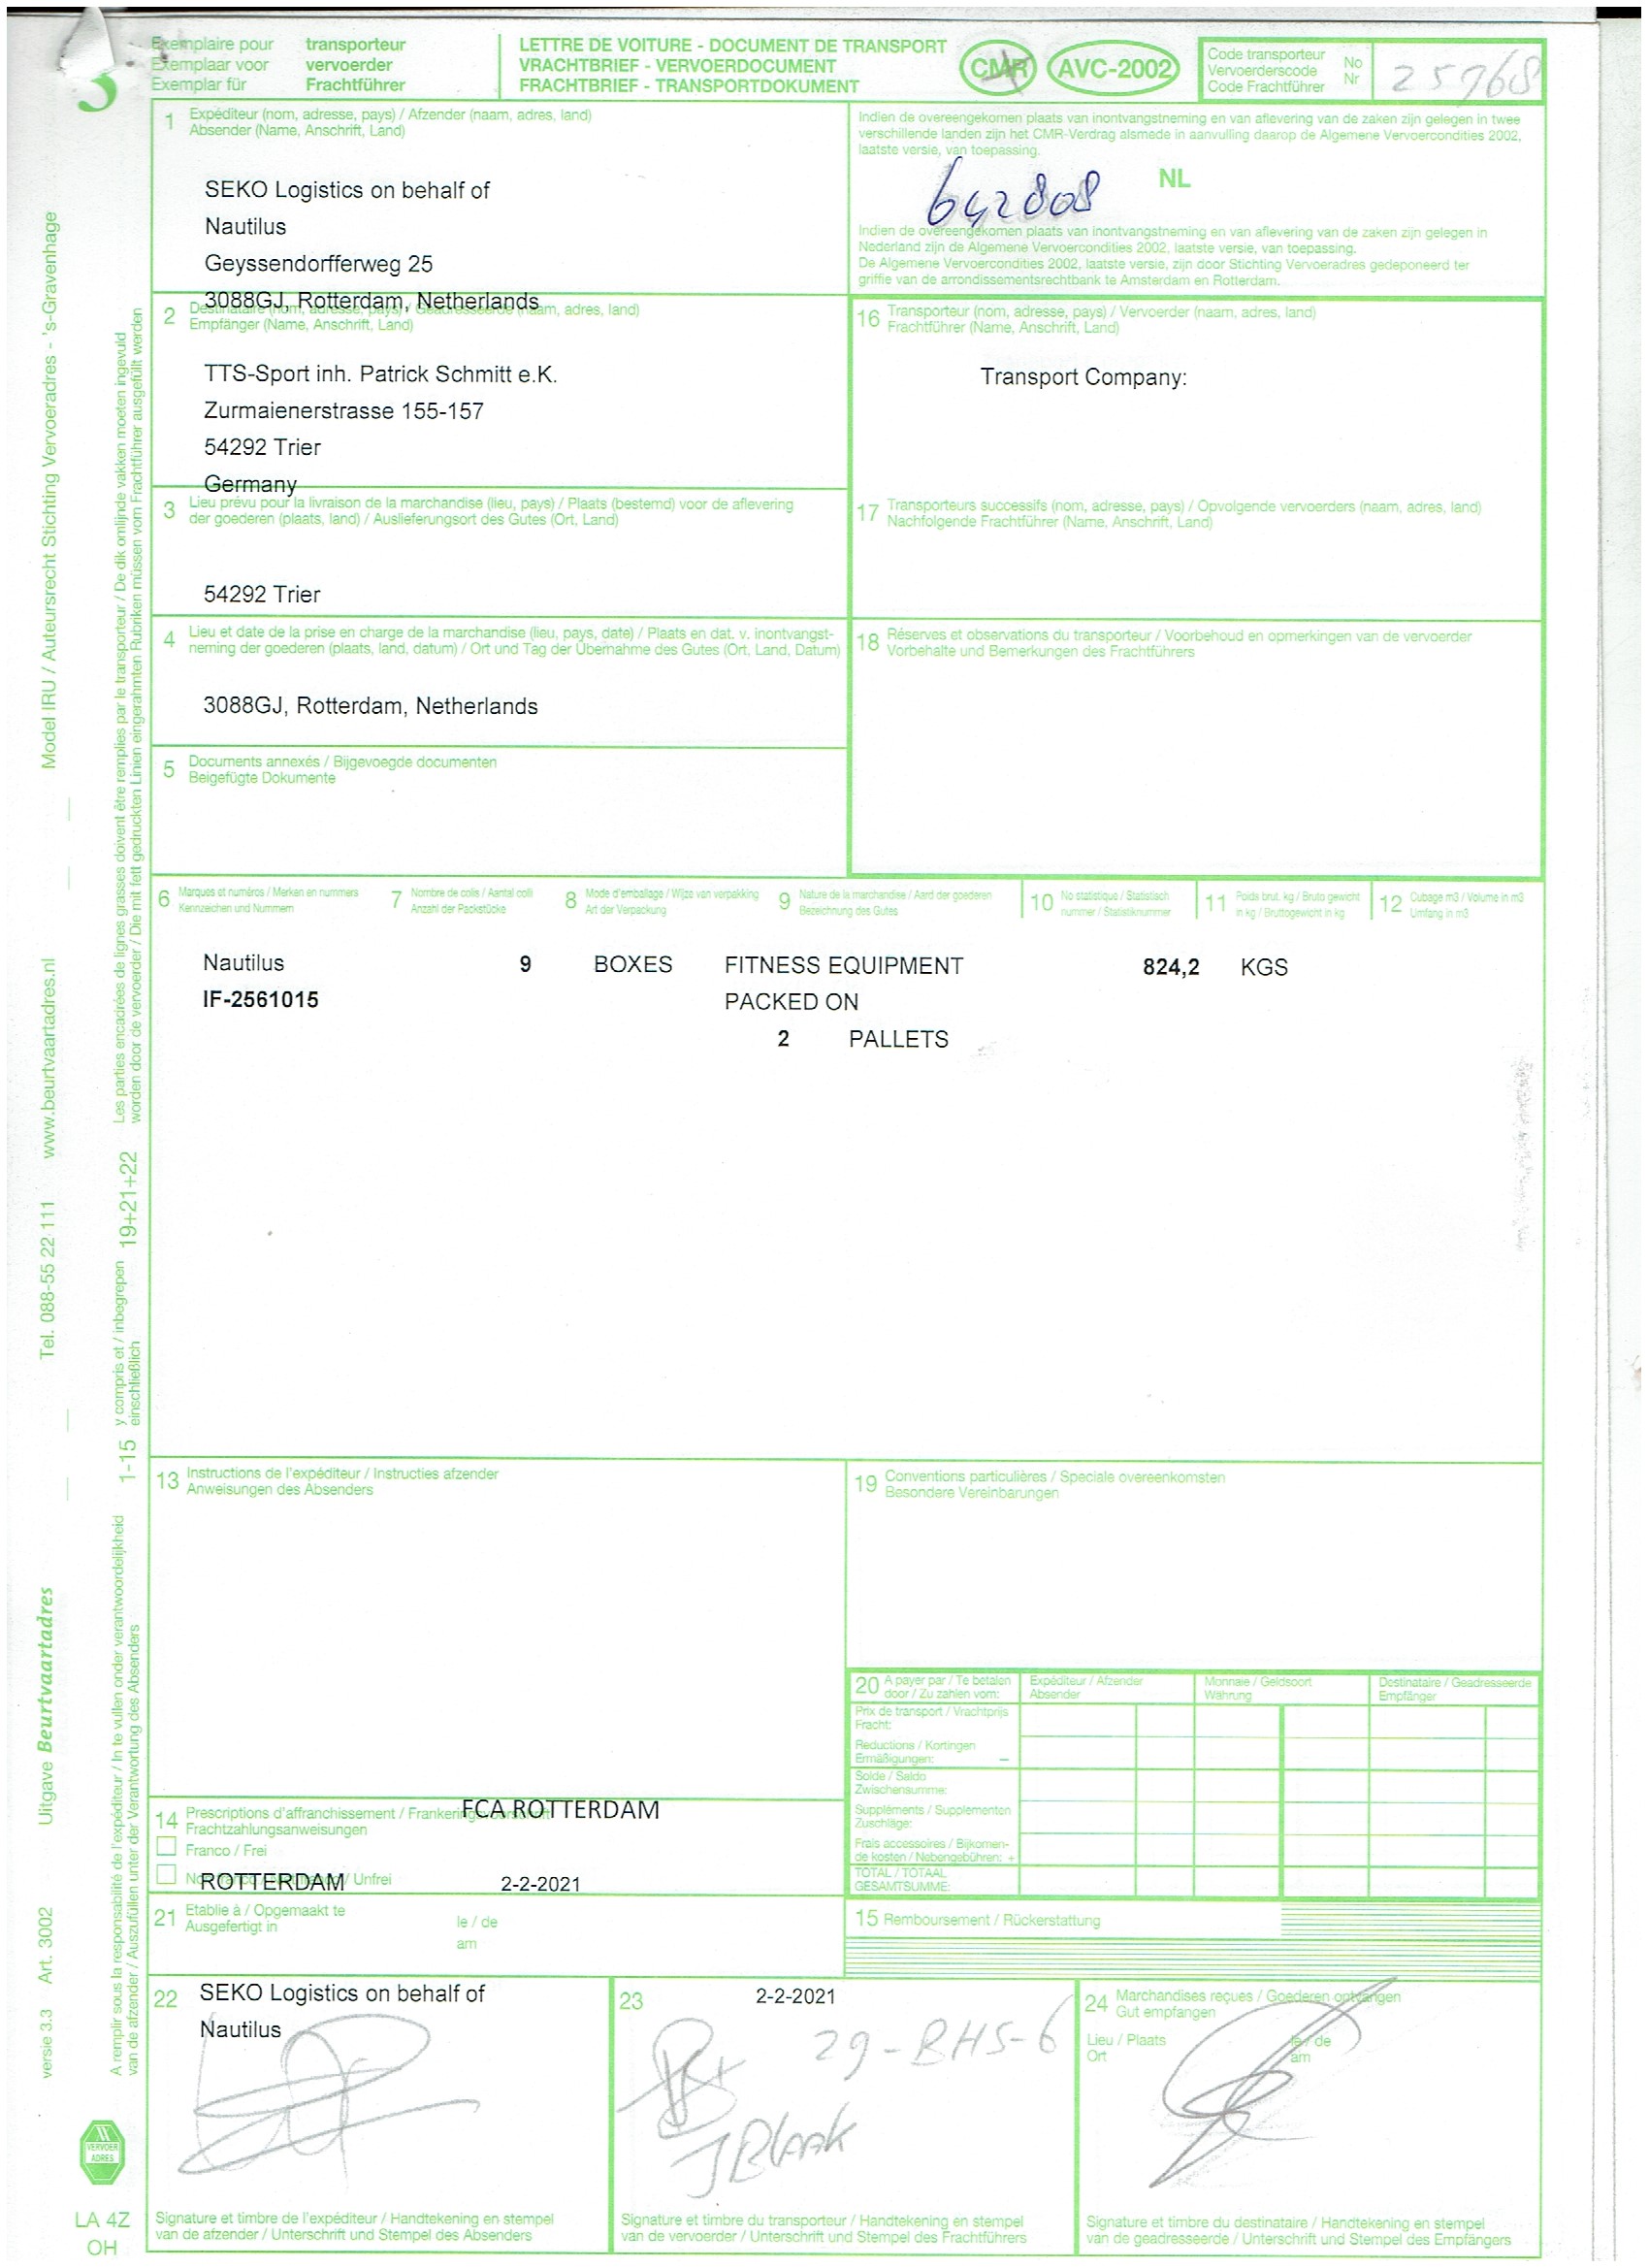 3
Exemplaire pour transporteur
Exemplaar voor vervoerder
Exemplar für Frachtführer
LETTRE DE VOITURE - DOCUMENT DE TRANSPORT
VRACHTBRIEF - VERVOERDOCUMENT
FRACHTBRIEF - TRANSPORTDOKUMENT
CMR AVC-2002
Code transporteur No
Vervoerderscode Nr
Code Frachtführer
25768
1 Expéditeur (nom, adresse, pays) / Afzender (naam, adres, land)
Absender (Name, Anschrift, Land)
SEKO Logistics on behalf of
Nautilus
Geyssendorfferweg 25
3088GJ, Rotterdam, Netherlands
Indien de overeengekomen plaats van inontvangstneming en van aflevering van de zaken zijn gelegen in twee
verschillende landen zijn het CMR-Verdrag alsmede in aanvulling daarop de Algemene Vervoercondities 2002,
laatste versie, van toepassing.
642808 NL
Indien de overeengekomen plaats van inontvangstneming en van aflevering van de zaken zijn gelegen in
Nederland zijn de Algemene Vervoercondities 2002, laatste versie, van toepassing.
De Algemene Vervoercondities 2002, laatste versie, zijn door Stichting Vervoeradres gedeponeerd ter
griffie van de arrondissementsrechtbank te Amsterdam en Rotterdam.
2 Destinataire (nom, adresse, pays) / Geadresseerde (naam, adres, land)
Empfänger (Name, Anschrift, Land)
TTS-Sport inh. Patrick Schmitt e.K.
Zurmaienerstrasse 155-157
54292 Trier
Germany
16 Transporteur (nom, adresse, pays) / Vervoerder (naam, adres, land)
Frachtführer (Name, Anschrift, Land)
Transport Company:
3 Lieu prévu pour la livraison de la marchandise (lieu, pays) / Plaats (bestemd) voor de aflevering
der goederen (plaats, land) / Auslieferungsort des Gutes (Ort, Land)
54292 Trier
17 Transporteurs successifs (nom, adresse, pays) / Opvolgende vervoerders (naam, adres, land)
Nachfolgende Frachtführer (Name, Anschrift, Land)
4 Lieu et date de la prise en charge de la marchandise (lieu, pays, date) / Plaats en dat. v. inontvangst-
neming der goederen (plaats, land, datum) / Ort und Tag der Übernahme des Gutes (Ort, Land, Datum)
3088GJ, Rotterdam, Netherlands
18 Réserves et observations du transporteur / Voorbehoud en opmerkingen van de vervoerder
Vorbehalte und Bemerkungen des Frachtführers
5 Documents annexés / Bijgevoegde documenten
Beigefügte Dokumente
6 Marques et numéros / Merken en nummers
Kennzeichen und Nummern
7 Nombre de colis / Aantal colli
Anzahl der Packstücke
8 Mode d'emballage / Wijze van verpakking
Art der Verpackung
9 Nature de la marchandise / Aard der goederen
Bezeichnung des Gutes
10 No statistique / Statistisch
nummer / Statistiknummer
11 Poids brut, kg / Bruto gewicht
in kg / Bruttogewicht in kg
12 Cubage m3 / Volume in m3
Umfang in m3
Nautilus 9 BOXES FITNESS EQUIPMENT 824,2 KGS
IF-2561015 PACKED ON
2 PALLETS
13 Instructions de l'expéditeur / Instructies afzender
Anweisungen des Absenders
19 Conventions particulières / Speciale overeenkomsten
Besondere Vereinbarungen
20 A payer par / Te betalen
door / Zu zahlen vom:
Expéditeur / Afzender
Absender
Monnaie / Geldsoort
Währung
Destinataire / Geadresseerde
Empfänger
Prix de transport / Vrachtprijs
Fracht:
Reductions / Kortingen
Ermäßigungen: –
Solde / Saldo
Zwischensumme:
Suppléments / Supplementen
Zuschläge:
Frais accessoires / Bijkomen-
de kosten / Nebengebühren: +
TOTAL / TOTAAL
GESAMTSUMME:
14 Prescriptions d'affranchissement / FCA ROTTERDAM
Frachtzahlungsanweisungen
Franco / Frei
ROTTERDAM / Unfrei 2-2-2021
21 Etablie à / Opgemaakt te le / de
Ausgefertigt in am
15 Remboursement / Rückerstattung
22 SEKO Logistics on behalf of
Nautilus
Signature et timbre de l'expéditeur / Handtekening en stempel
van de afzender / Unterschrift und Stempel des Absenders
23 2-2-2021
29-BHS-6
J BLAAK
Signature et timbre du transporteur / Handtekening en stempel
van de vervoerder / Unterschrift und Stempel des Frachtführers
24 Marchandises reçues / Goederen ontvangen
Gut empfangen
Lieu / Plaats le / de
Ort am
Signature et timbre du destinataire / Handtekening en stempel
van de geadresseerde / Unterschrift und Stempel des Empfängers
Model IRU / Auteursrecht Stichting Vervoeradres - 's-Gravenhage
www.beurtvaartadres.nl
Tel. 088-55 22 111
Uitgave Beurtvaartadres
Art. 3002
versie 3.3
Les parties encadrées de lignes grasses doivent être remplies par le transporteur / De dik omlijnde vakken moeten ingevuld
worden door de vervoerder / Die mit fett gedruckten Linien eingerahmten Rubriken müssen vom Frachtführer ausgefüllt werden
19+21+22
y compris et / inbegrepen
einschließlich
1-15
A remplir sous la responsabilité de l'expéditeur / In te vullen onder verantwoordelijkheid
van de afzender / Auszufüllen unter der Verantwortung des Absenders
VERVOER
ADRES
LA 4Z
OH